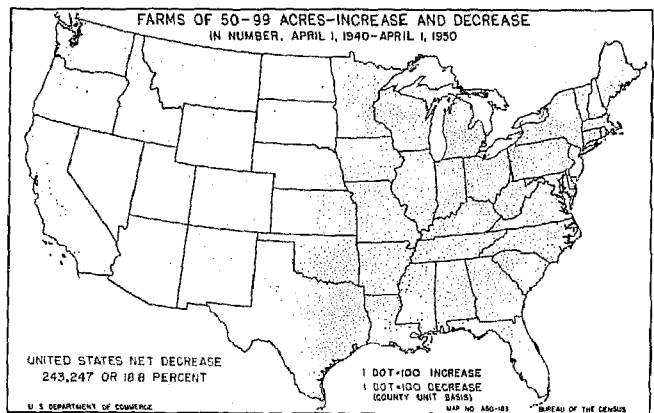 FARMS OF 50-99 ACRES-INCREASE AND DECREASE
IN NUMBER, APRIL 1, 1940-APRIL 1, 1950
UNITED STATES NET DECREASE
243,247 OR 18.8 PERCENT
1 DOT=100 INCREASE
1 DOT=100 DECREASE
(COUNTY UNIT BASIS)
U S DEPARTMENT OF COMMERCE
MAP NO A50-183
BUREAU OF THE CENSUS